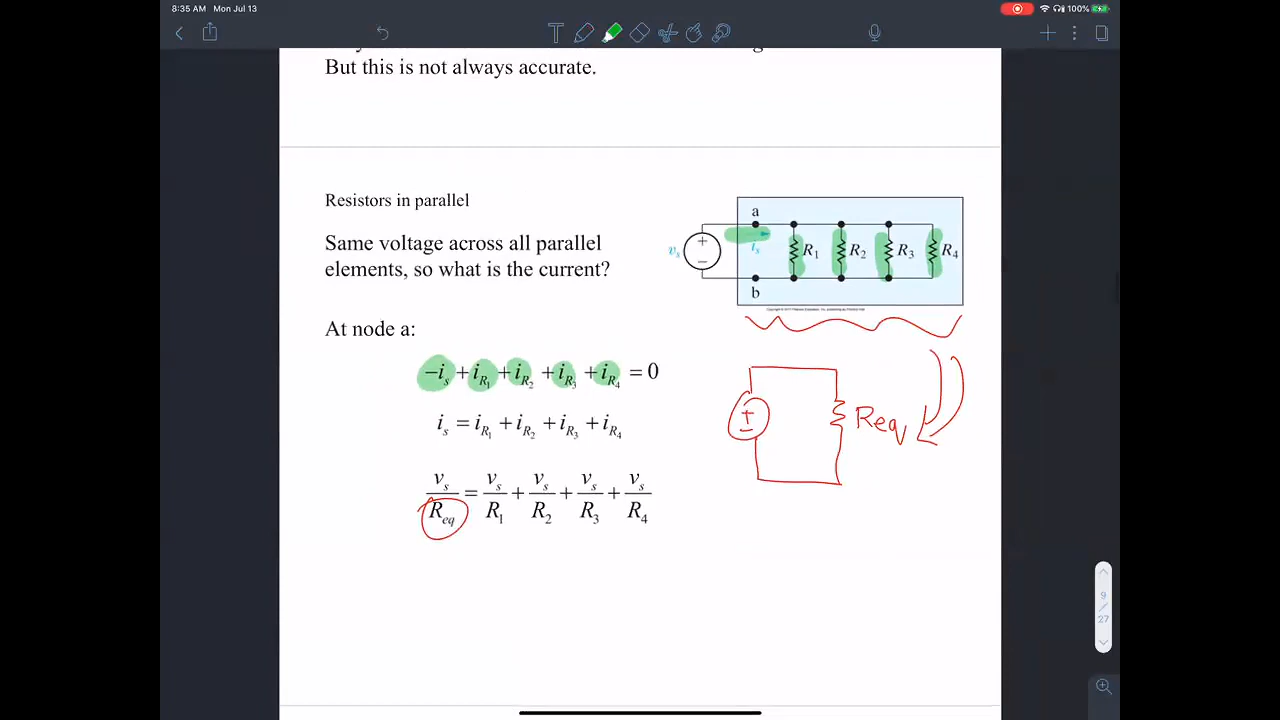 8:35 AM Mon Jul 13
100%
But this is not always accurate.
Resistors in parallel
Same voltage across all parallel
elements, so what is the current?
At node a:
−i_s + i_R₁ + i_R₂ + i_R₃ + i_R₄ = 0
i_s = i_R₁ + i_R₂ + i_R₃ + i_R₄
v_s/R_eq = v_s/R₁ + v_s/R₂ + v_s/R₃ + v_s/R₄
a
v_s + − i_s R₁ R₂ R₃ R₄
b
+ − Req
9
/
27